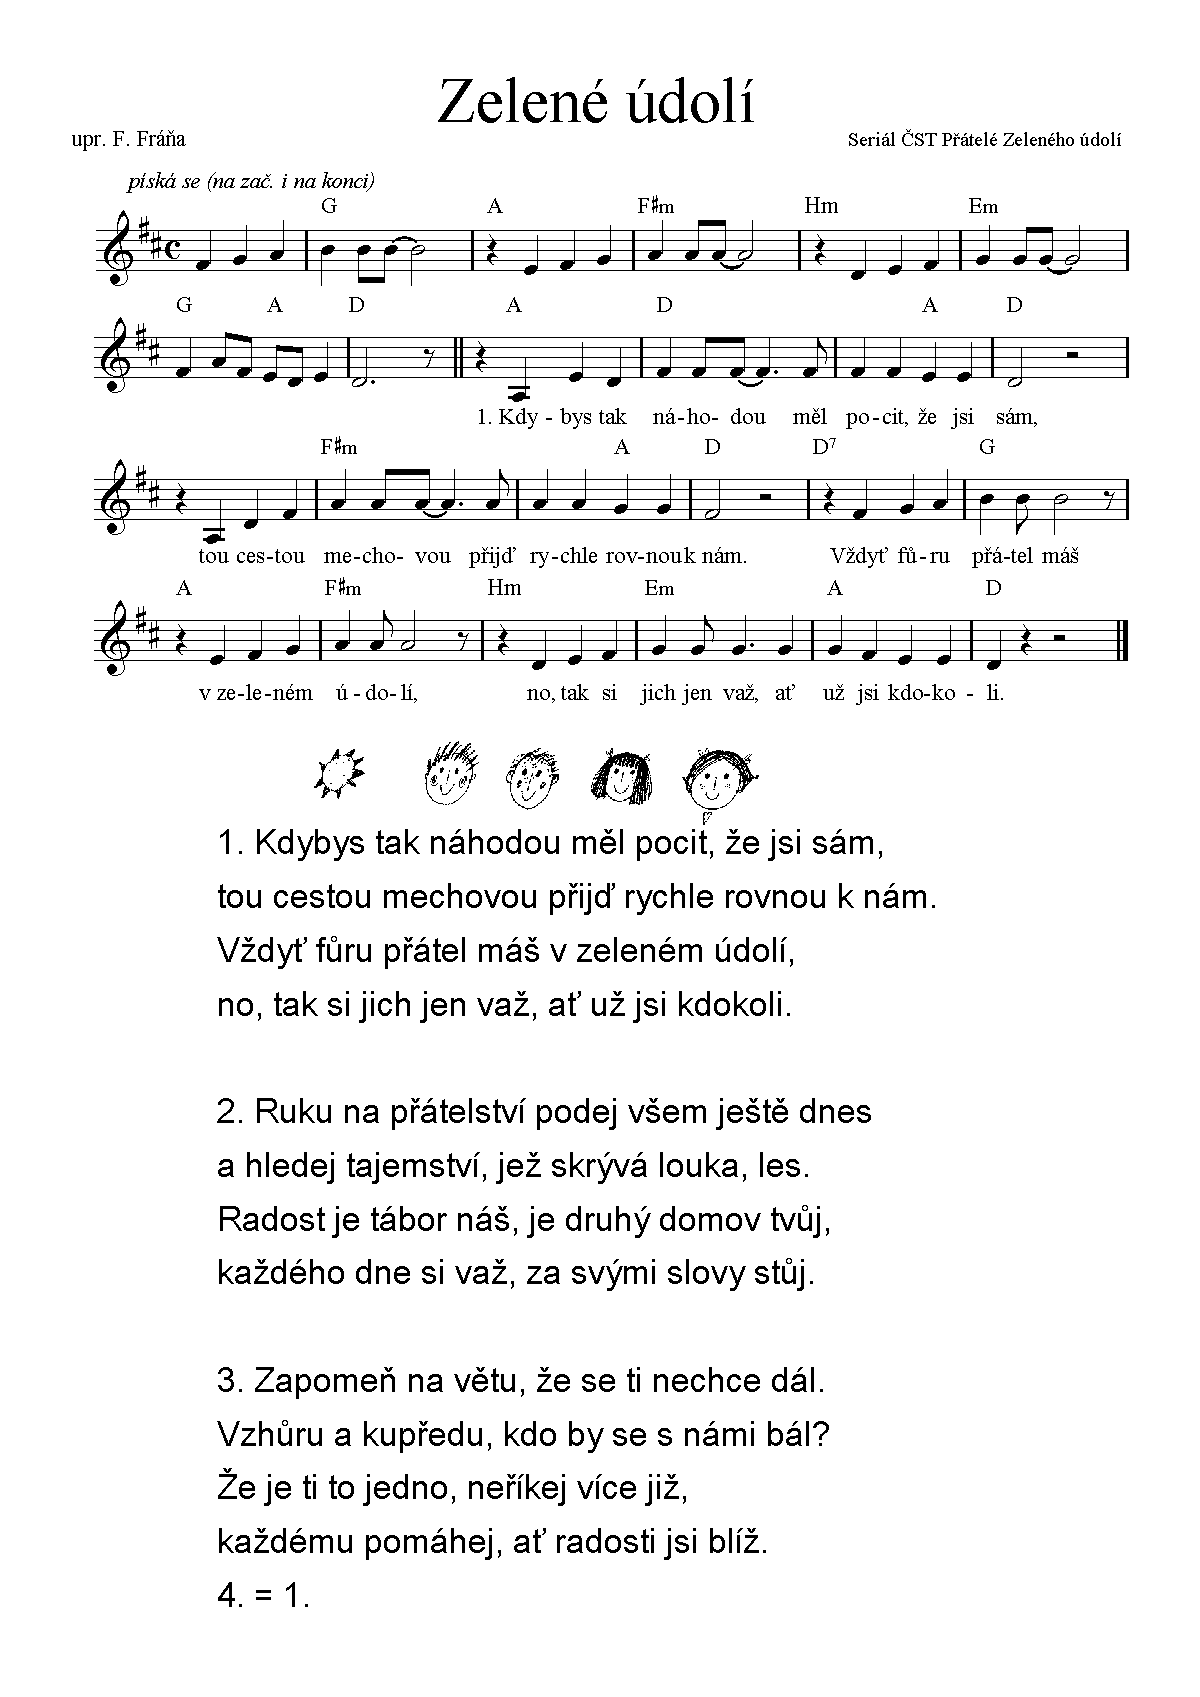 Zelené údolí
upr. F. Fráňa
Seriál ČST Přátelé Zeleného údolí
píská se (na zač. i na konci)
G A F#m Hm Em
G A D A D A D
1. Kdy - bys tak ná-ho- dou měl po-cit, že jsi sám,
F#m A D D7 G
tou ces-tou me-cho- vou přijď ry-chle rov-nou k nám. Vždyť fů-ru přá-tel máš
A F#m Hm Em A D
v ze-le-ném ú-do-lí, no, tak si jich jen važ, ať už jsi kdo-ko - li.
1. Kdybys tak náhodou měl pocit, že jsi sám,
tou cestou mechovou přijď rychle rovnou k nám.
Vždyť fůru přátel máš v zeleném údolí,
no, tak si jich jen važ, ať už jsi kdokoli.
2. Ruku na přátelství podej všem ještě dnes
a hledej tajemství, jež skrývá louka, les.
Radost je tábor náš, je druhý domov tvůj,
každého dne si važ, za svými slovy stůj.
3. Zapomeň na větu, že se ti nechce dál.
Vzhůru a kupředu, kdo by se s námi bál?
Že je ti to jedno, neříkej více již,
každému pomáhej, ať radosti jsi blíž.
4. = 1.